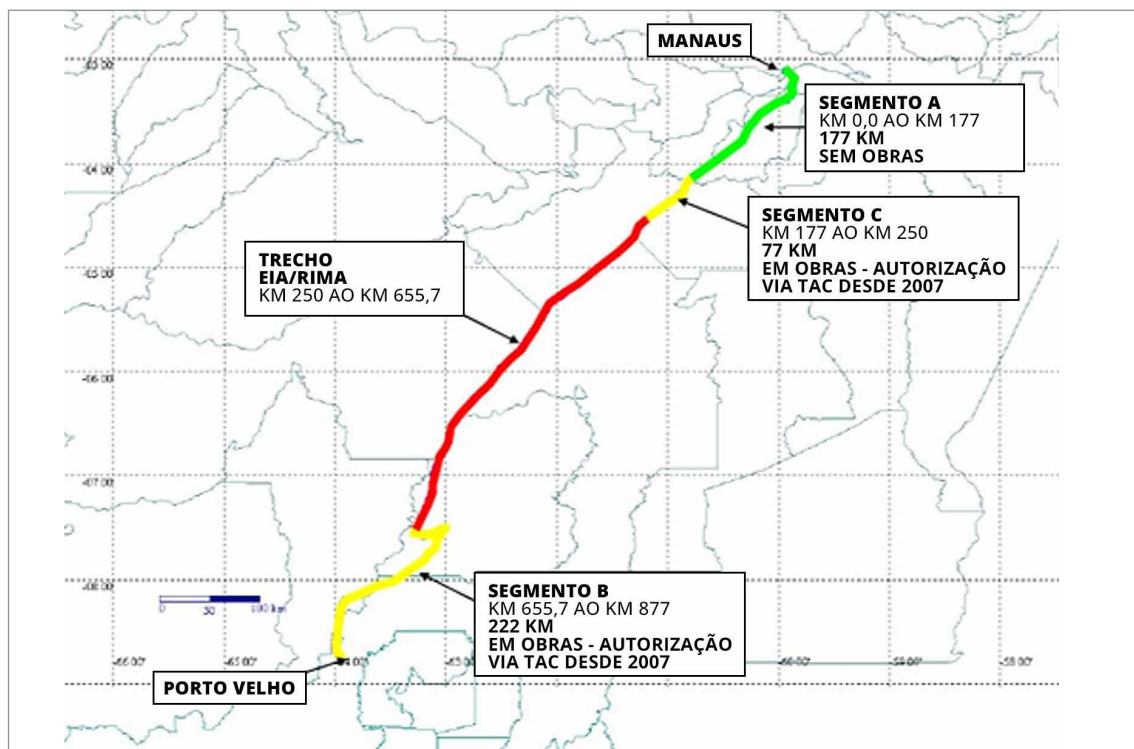 MANAUS
SEGMENTO A
KM 0,0 AO KM 177
177 KM
SEM OBRAS
SEGMENTO C
KM 177 AO KM 250
77 KM
EM OBRAS - AUTORIZAÇÃO
VIA TAC DESDE 2007
TRECHO
EIA/RIMA
KM 250 AO KM 655,7
SEGMENTO B
KM 655,7 AO KM 877
222 KM
EM OBRAS - AUTORIZAÇÃO
VIA TAC DESDE 2007
0 50 100 km
PORTO VELHO